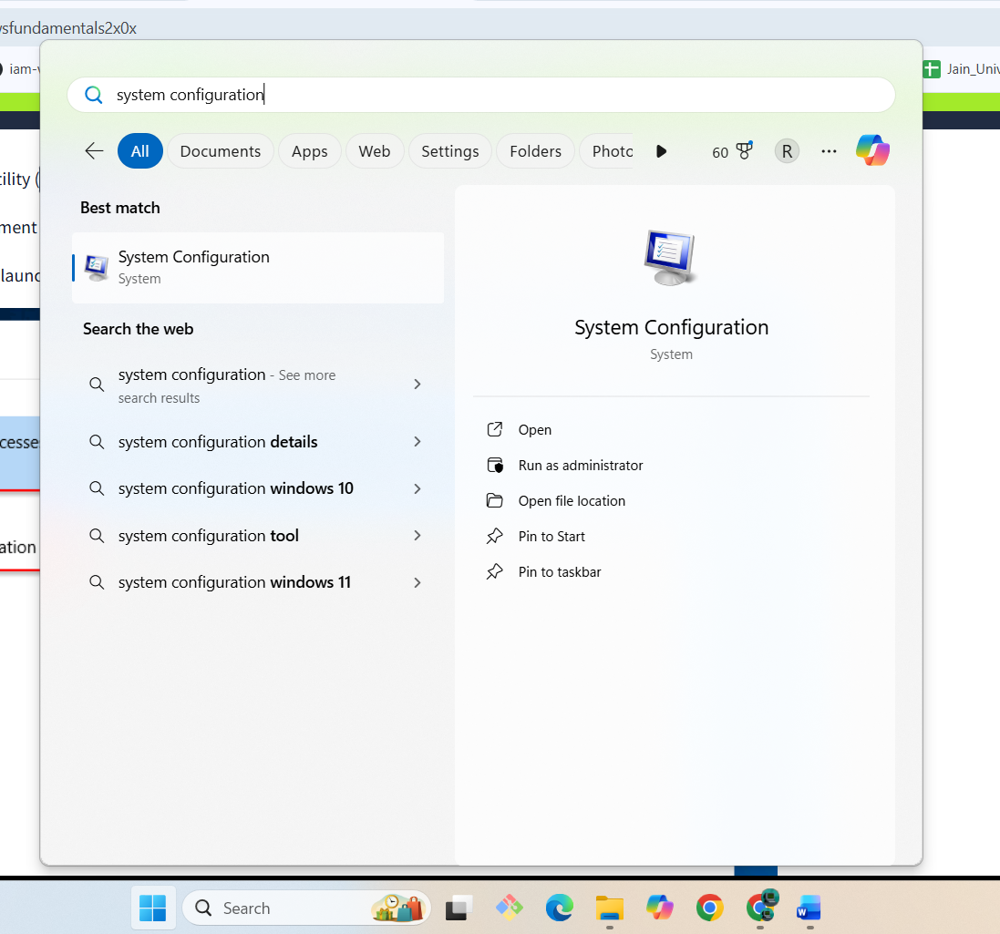 vsfundamentals2x0x
iam-
Jain_Univ
system configuration
All
Documents
Apps
Web
Settings
Folders
Photo
60
R
tility (
ment
launc
cesses
ation
Best match
System Configuration
System
Search the web
system configuration - See more
search results
system configuration details
system configuration windows 10
system configuration tool
system configuration windows 11
System Configuration
System
Open
Run as administrator
Open file location
Pin to Start
Pin to taskbar
Search
W